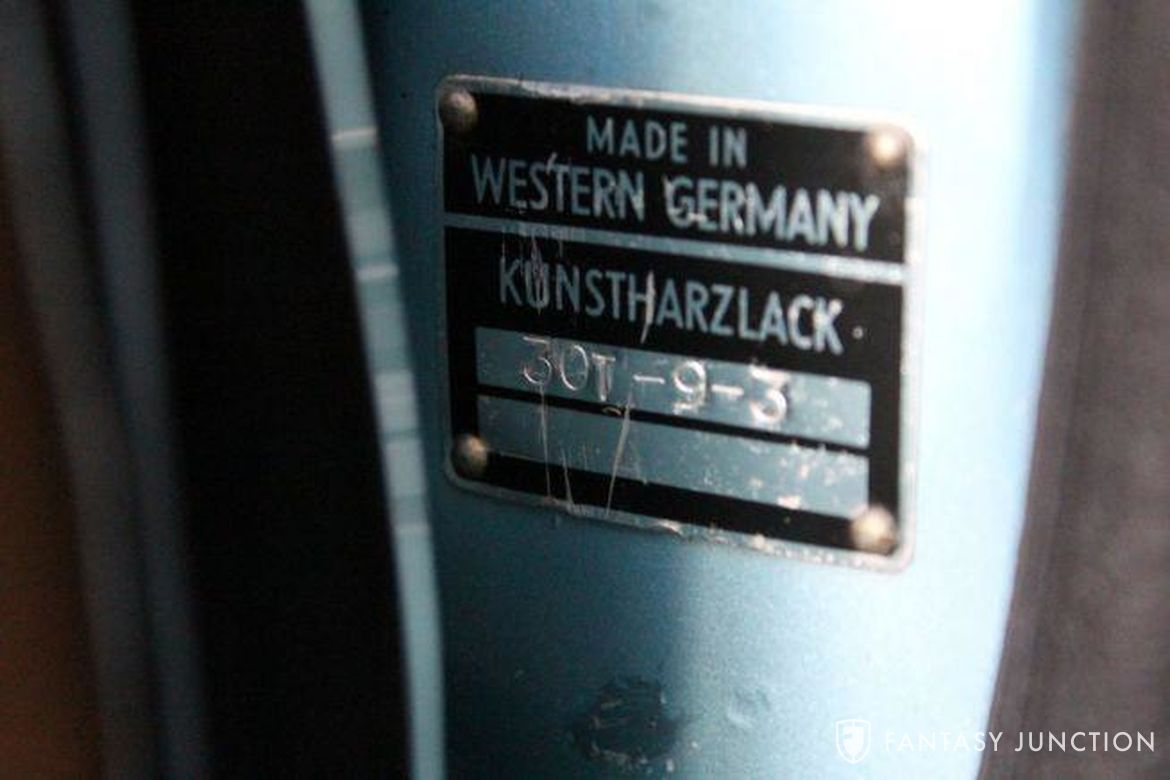 MADE IN
WESTERN GERMANY
KUNSTHARZLACK
30T-9-3
FANTASY JUNCTION